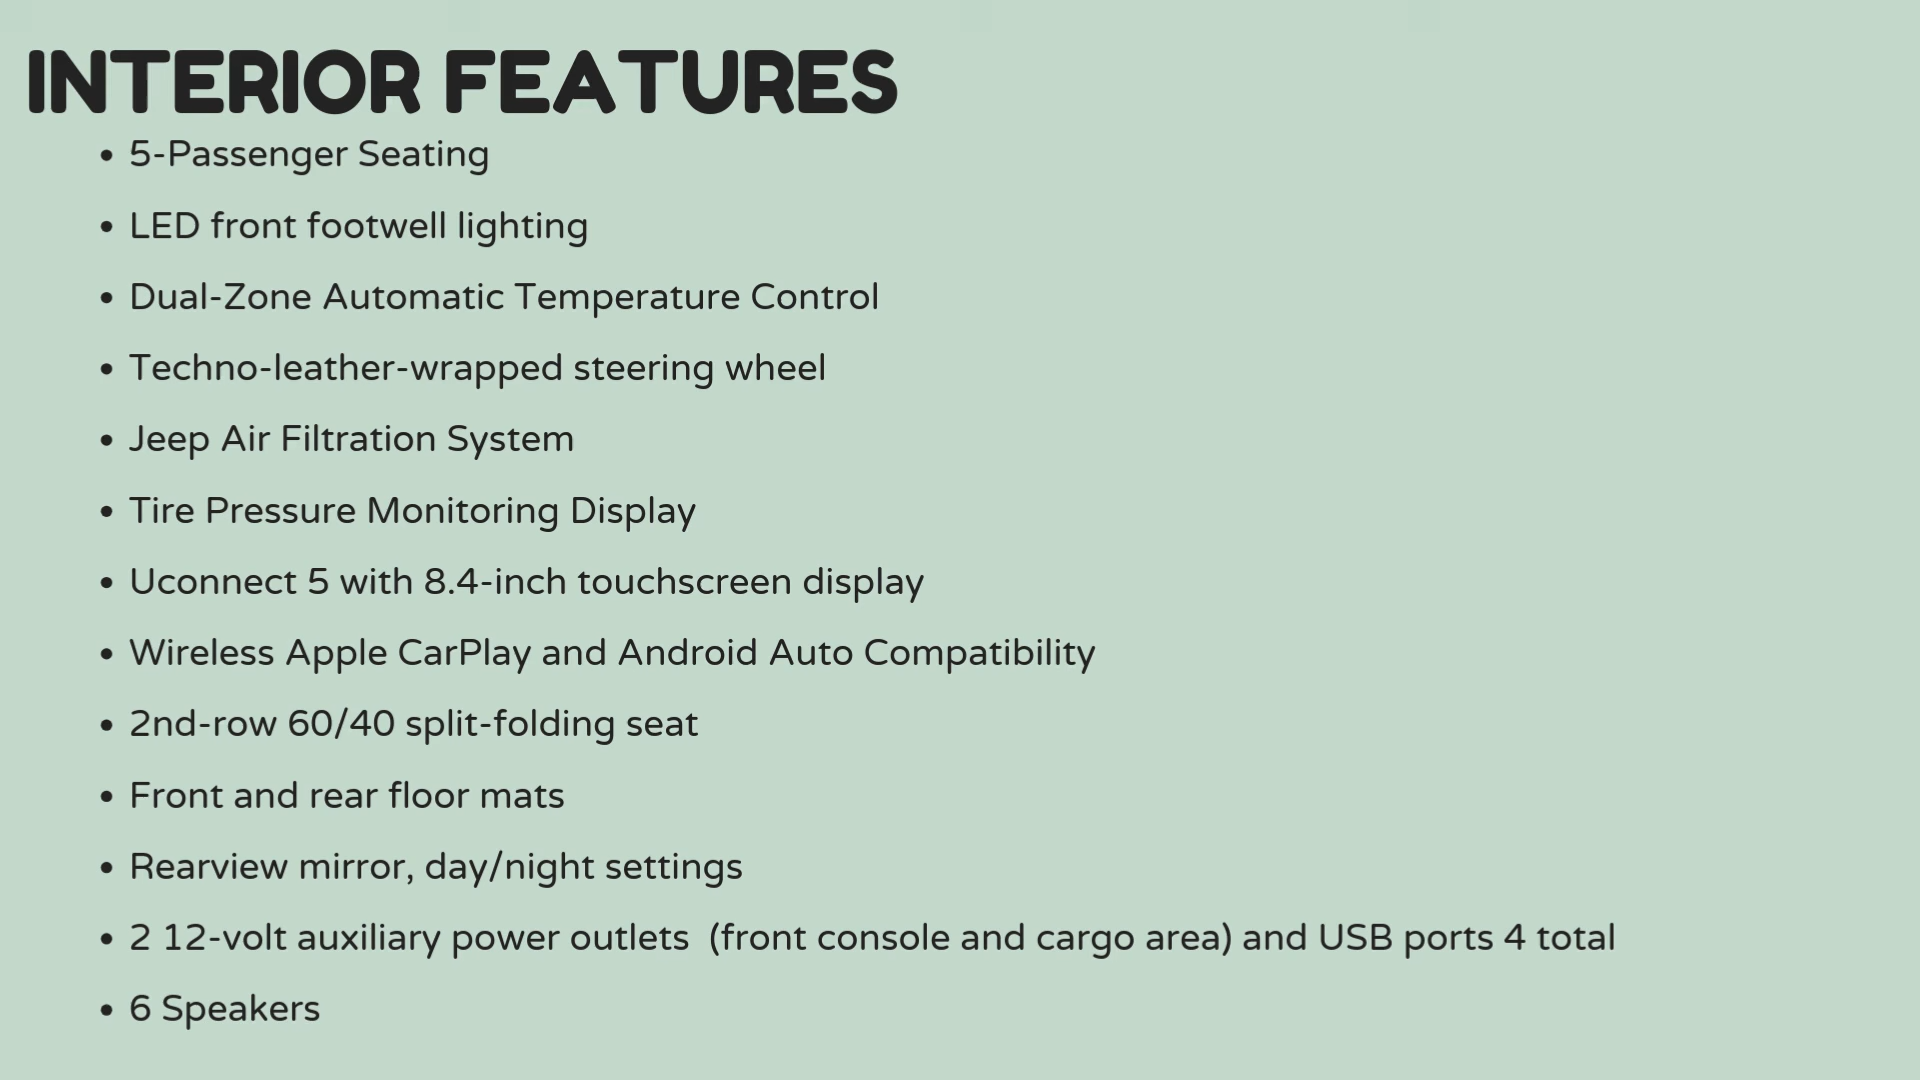 INTERIOR FEATURES
• 5-Passenger Seating
• LED front footwell lighting
• Dual-Zone Automatic Temperature Control
• Techno-leather-wrapped steering wheel
• Jeep Air Filtration System
• Tire Pressure Monitoring Display
• Uconnect 5 with 8.4-inch touchscreen display
• Wireless Apple CarPlay and Android Auto Compatibility
• 2nd-row 60/40 split-folding seat
• Front and rear floor mats
• Rearview mirror, day/night settings
• 2 12-volt auxiliary power outlets  (front console and cargo area) and USB ports 4 total
• 6 Speakers